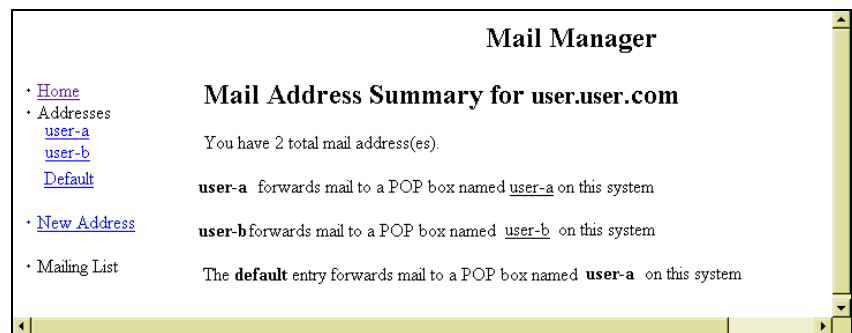 Mail Manager
Home
Addresses
user-a
user-b
Default
New Address
Mailing List
Mail Address Summary for user.user.com
You have 2 total mail address(es).
user-a forwards mail to a POP box named user-a on this system
user-b forwards mail to a POP box named user-b on this system
The default entry forwards mail to a POP box named user-a on this system